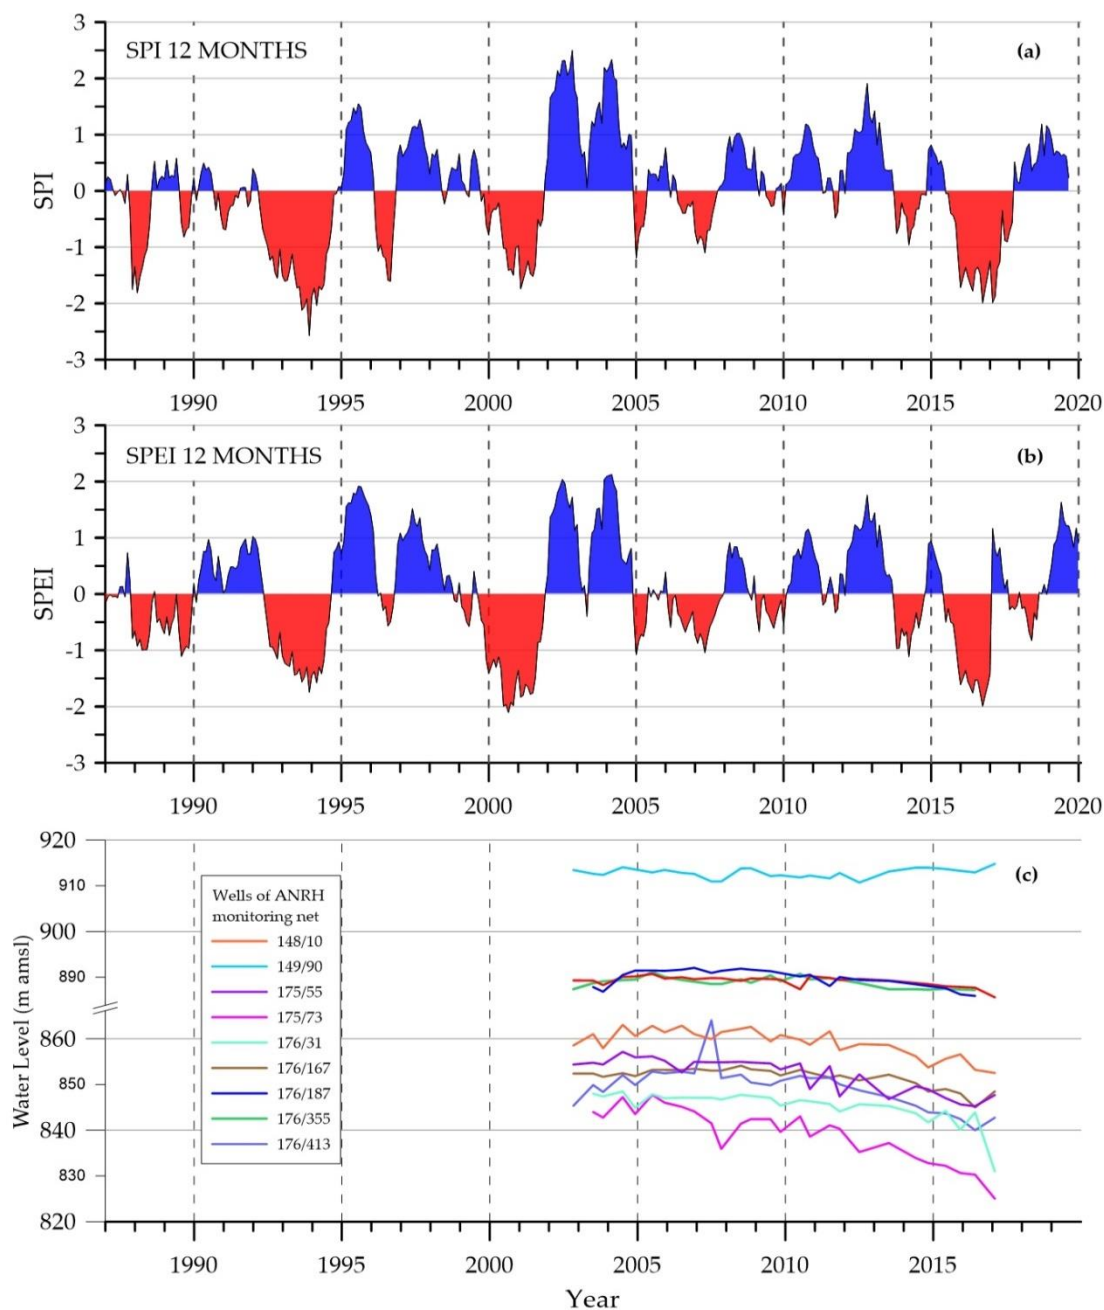 3
SPI 12 MONTHS
(a)
2
1
0
-1
-2
-3
SPI
1990 1995 2000 2005 2010 2015 2020
3
SPEI 12 MONTHS
(b)
2
1
0
-1
-2
-3
SPEI
1990 1995 2000 2005 2010 2015 2020
920
910
900
890
860
850
840
830
820
Water Level (m amsl)
(c)
Wells of ANRH
monitoring net
148/10
149/90
175/55
175/73
176/31
176/167
176/187
176/355
176/413
1990 1995 2000 2005 2010 2015
Year